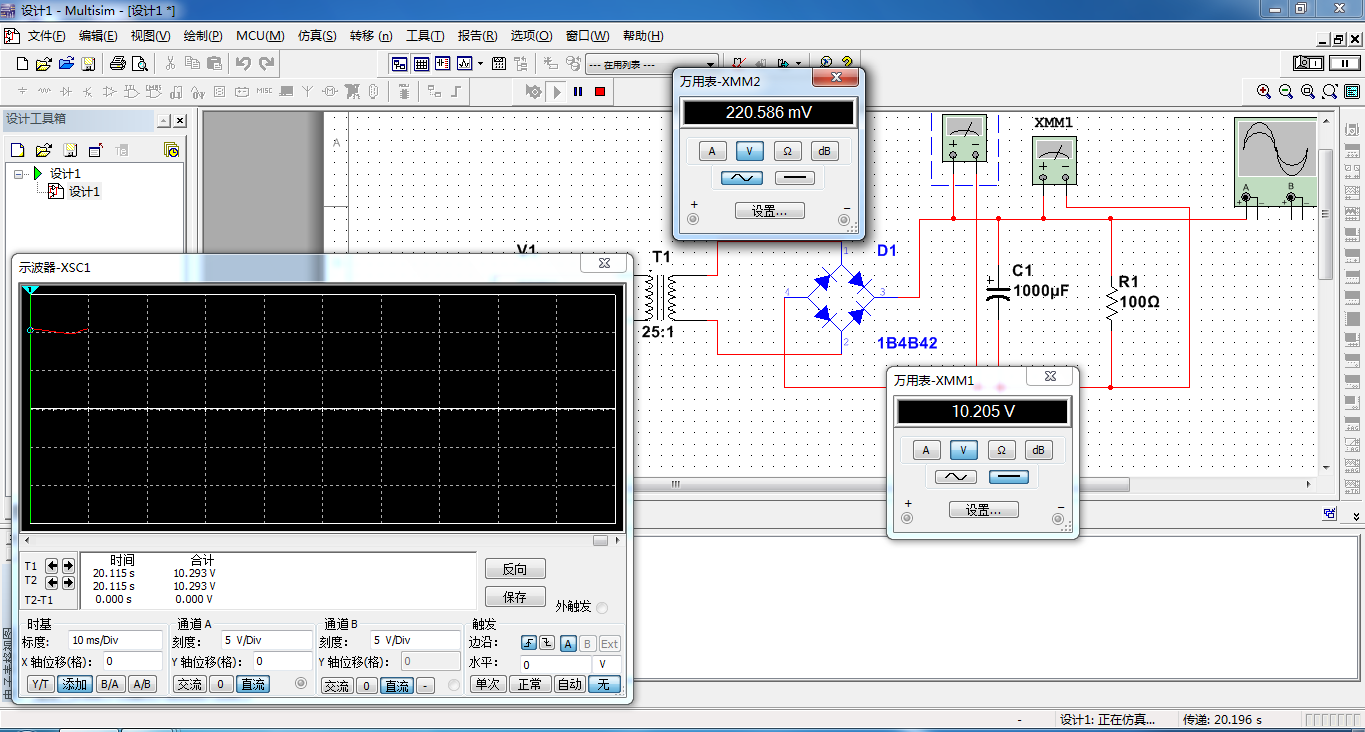 设计1 - Multisim - [设计1 *]
文件(F) 编辑(E) 视图(V) 绘制(P) MCU(M) 仿真(S) 转移 (n) 工具(T) 报告(R) 选项(O) 窗口(W) 帮助(H)
--- 在用列表 ---
MISC
设计工具箱
设计1
设计1
A
万用表-XMM2
220.586 mV
A V Ω dB
设置...
+ −
XMM1
A B
V1
T1
25:1
D1
1
4 3
2
1B4B42
C1
1000µF
R1
100Ω
万用表-XMM1
10.205 V
A V Ω dB
+ −
设置...
示波器-XSC1
时间 合计
T1 20.115 s 10.293 V
T2 20.115 s 10.293 V
T2-T1 0.000 s 0.000 V
反向
保存
外触发
时基 通道 A 通道 B 触发
标度: 10 ms/Div 刻度: 5 V/Div 刻度: 5 V/Div 边沿: A B Ext
X 轴位移(格): 0 Y 轴位移(格): 0 Y 轴位移(格): 0 水平: 0 V
Y/T 添加 B/A A/B 交流 0 直流 交流 0 直流 - 单次 正常 自动 无
- 设计1: 正在仿真... 传递: 20.196 s